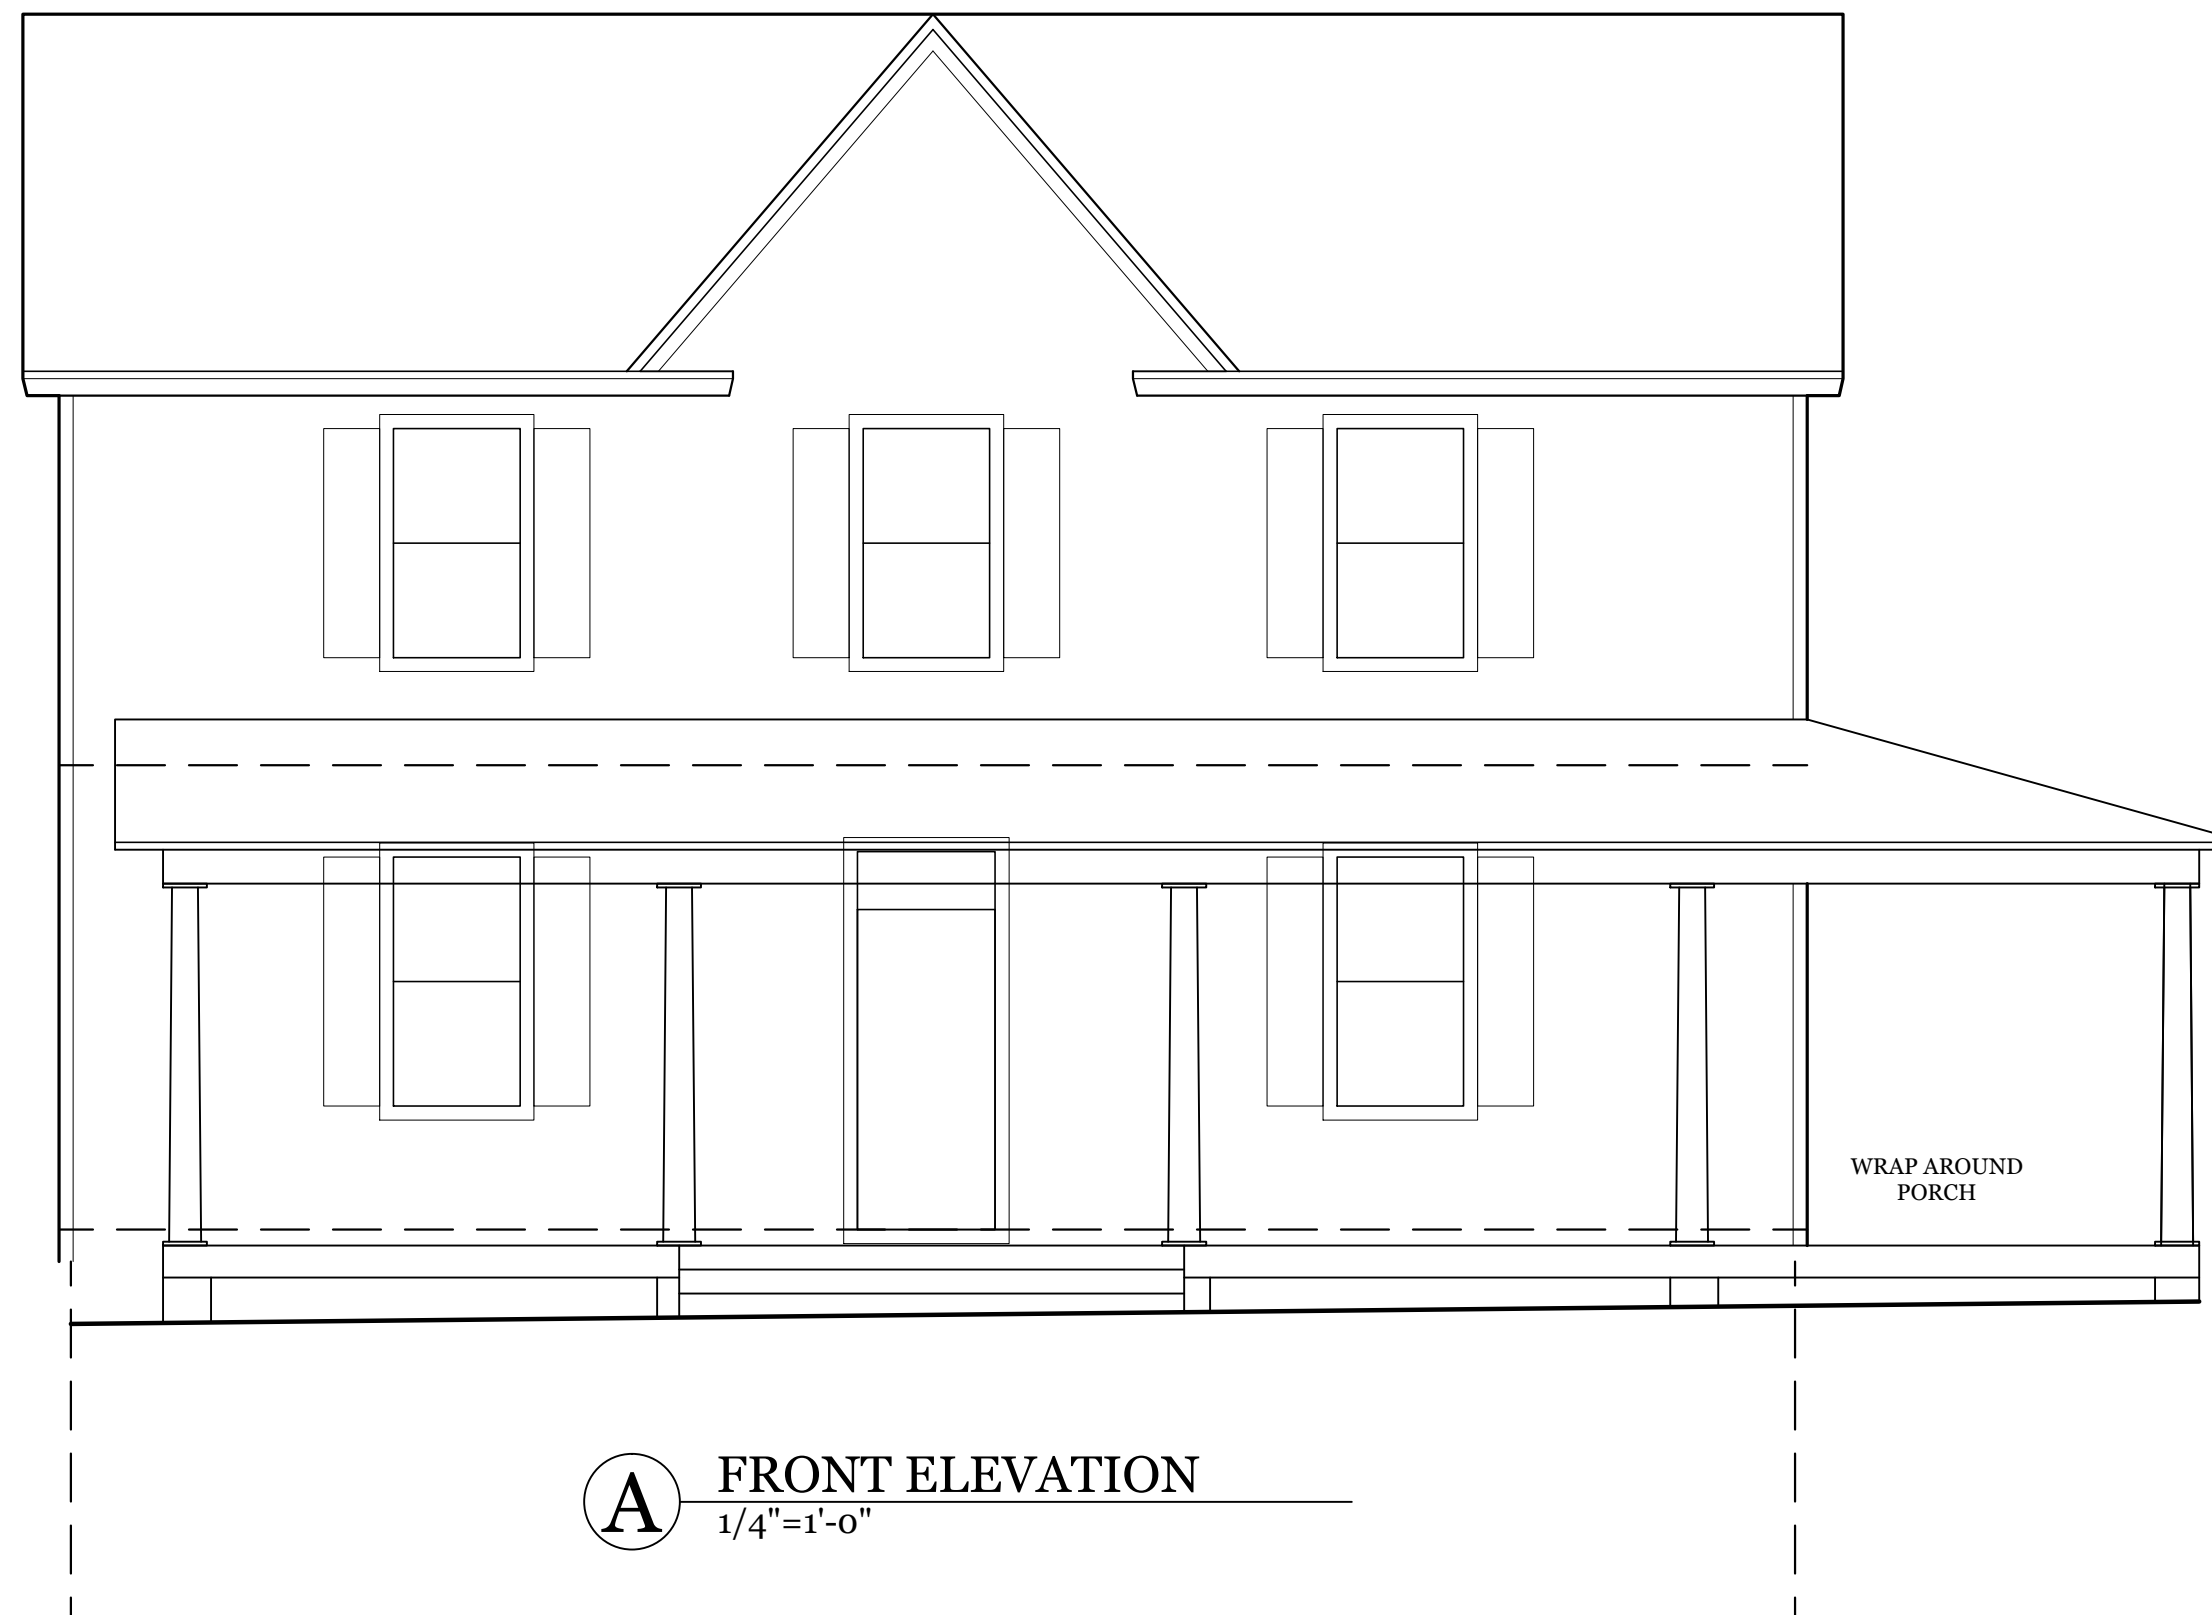 WRAP AROUND
PORCH
A
FRONT ELEVATION
1/4"=1'-0"